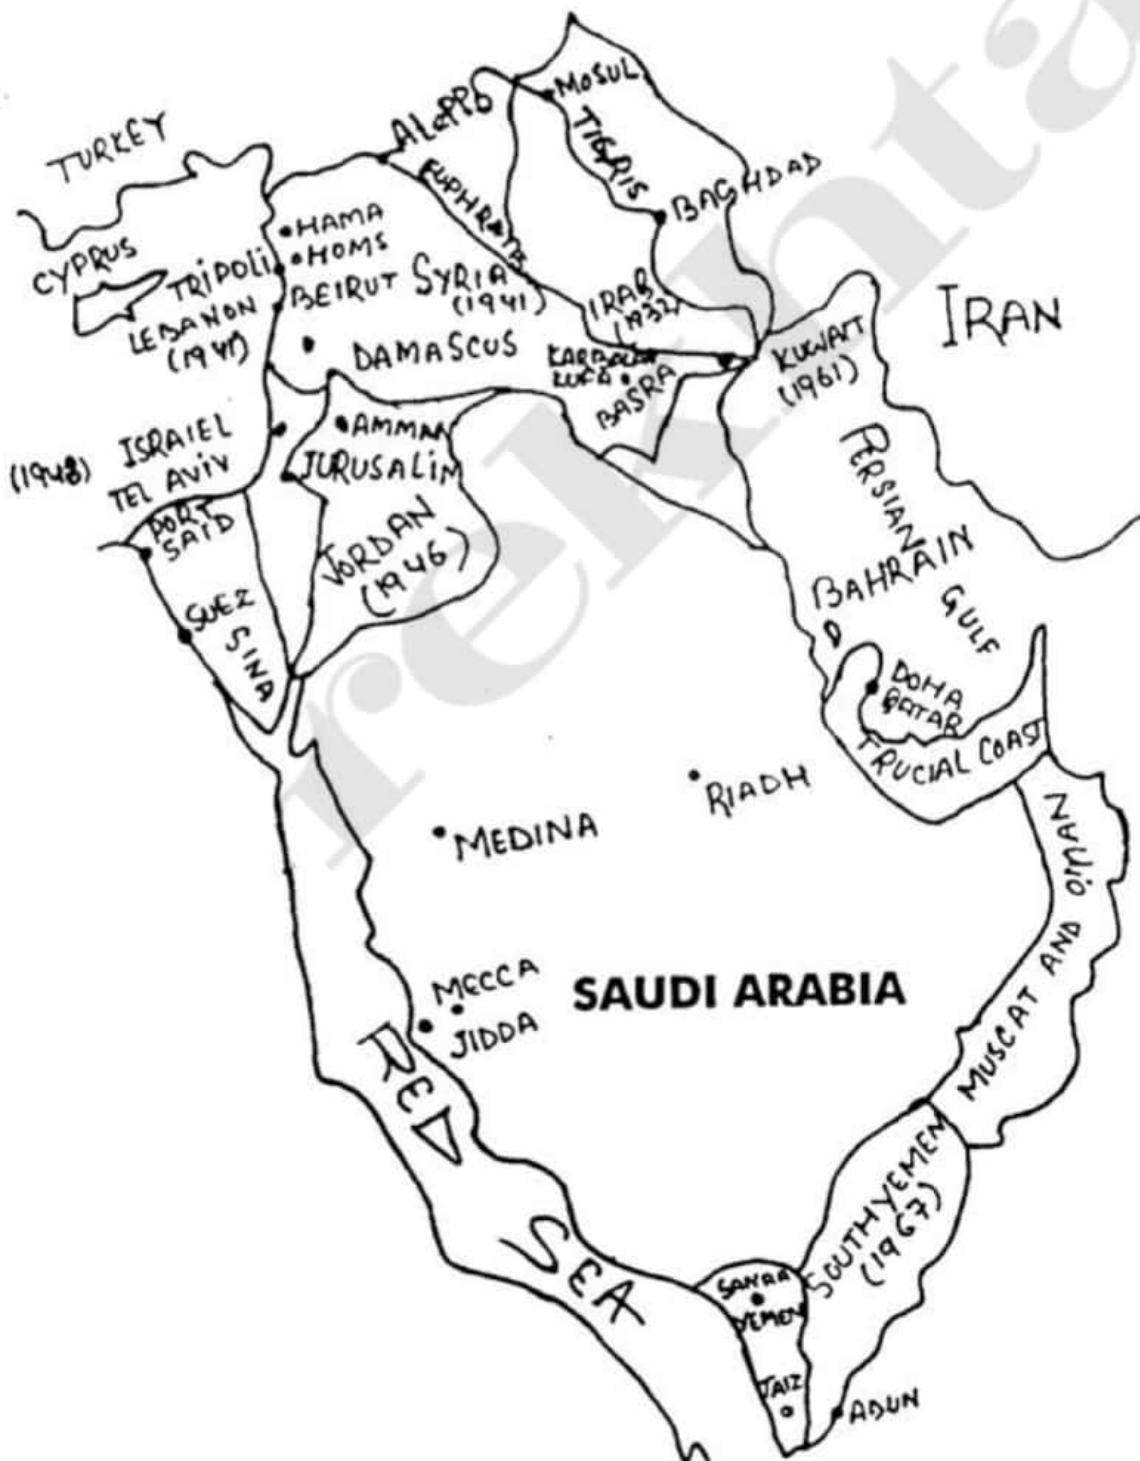 TURKEY
ALEPPO
MOSUL
TIGRIS
EUPHRATE
BAGHDAD
CYPRUS
HAMA
HOMS
TRIPOLI
BEIRUT
SYRIA
(1941)
LEBANON
(1941)
IRAQ
(1932)
IRAN
DAMASCUS
KARBALA
KUFA
BASRA
KUWAIT
(1961)
ISRAIEL
(1948)
TEL AVIV
AMMAN
JURUSALIM
PORT
SAID
JORDAN
(1946)
PERSIAN
GULF
BAHRAIN
SUEZ
SINA
DOHA
QATAR
TRUCIAL COAST
RIADH
MEDINA
MECCA
JIDDA
SAUDI ARABIA
MUSCAT AND OMAN
RED
SEA
SOUTH YEMEN
(1967)
SANAA
YEMEN
TAIZ
ADUN
rekhta